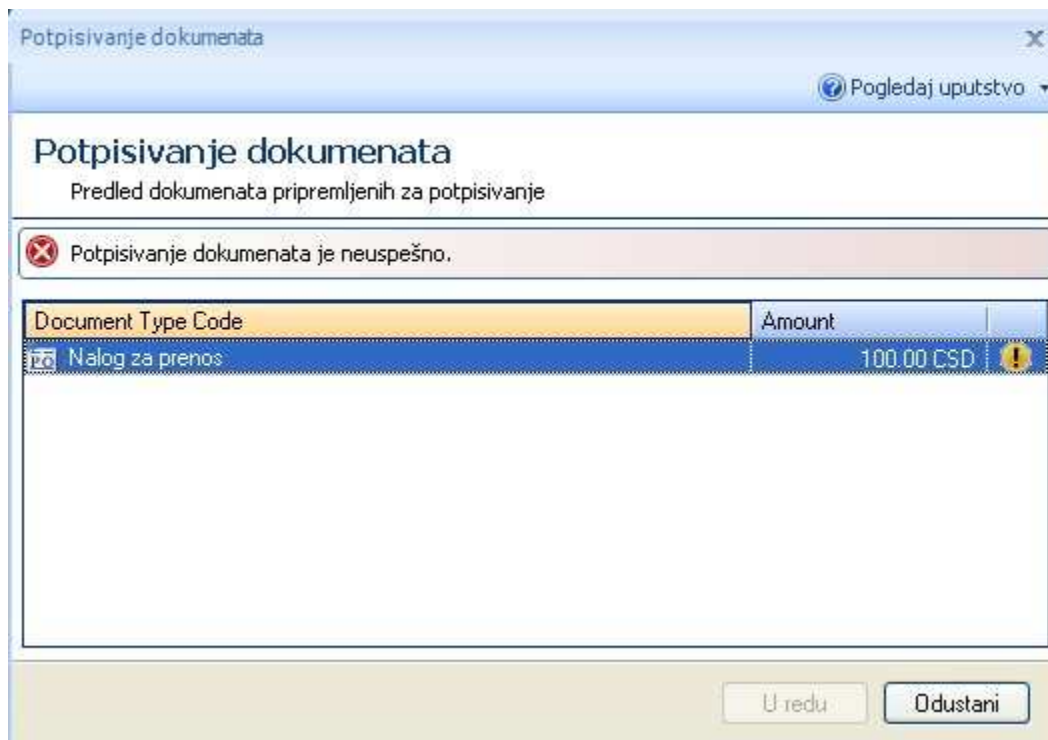 Potpisivanje dokumenata
Pogledaj uputstvo
Potpisivanje dokumenata
Predled dokumenata pripremljenih za potpisivanje
Potpisivanje dokumenata je neuspešno.
Document Type Code Amount
Nalog za prenos 100.00 CSD
U redu Odustani